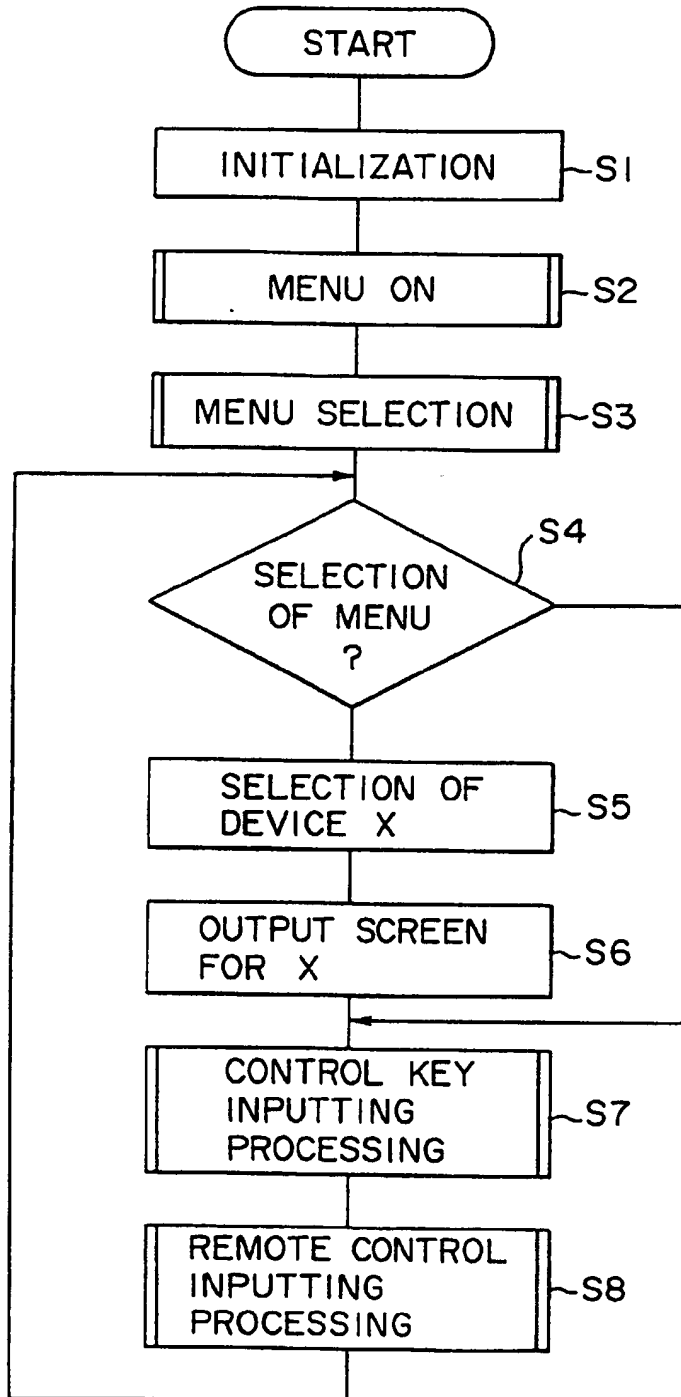 START
INITIALIZATION
S1
MENU ON
S2
MENU SELECTION
S3
S4
SELECTION
OF MENU
?
SELECTION OF
DEVICE X
S5
OUTPUT SCREEN
FOR X
S6
CONTROL KEY
INPUTTING
PROCESSING
S7
REMOTE CONTROL
INPUTTING
PROCESSING
S8